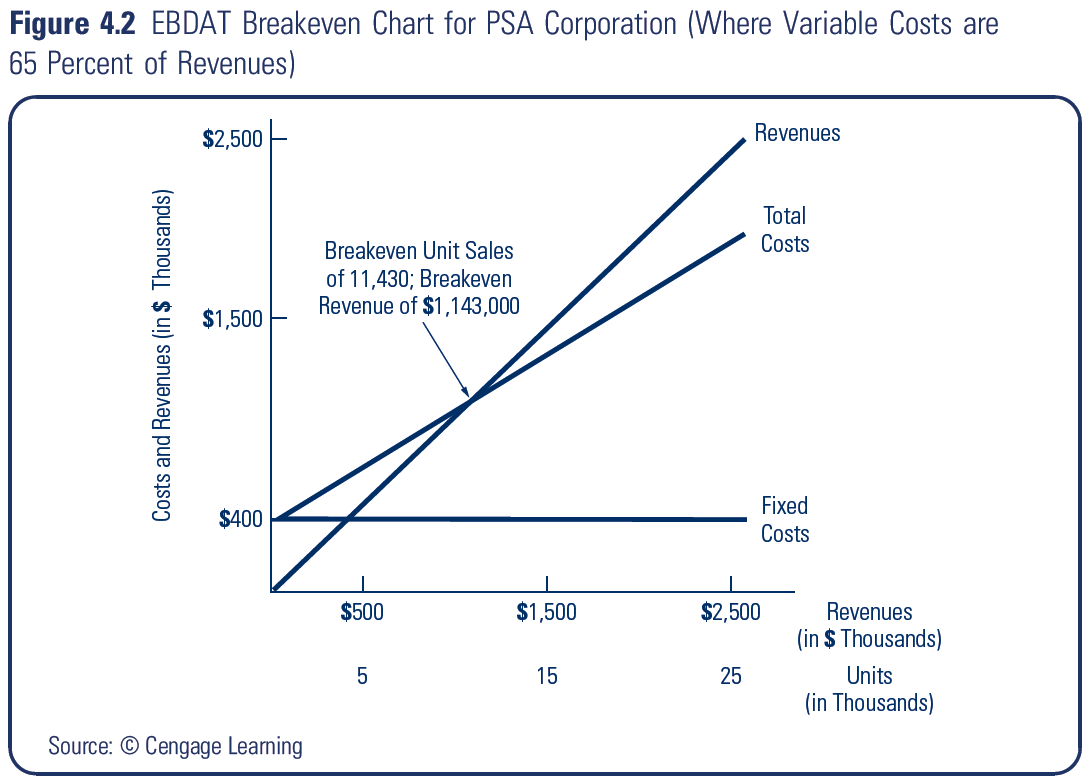 Figure 4.2 EBDAT Breakeven Chart for PSA Corporation (Where Variable Costs are
65 Percent of Revenues)
$2,500
Revenues
Total
Costs
Breakeven Unit Sales
of 11,430; Breakeven
Revenue of $1,143,000
$1,500
Costs and Revenues (in $ Thousands)
$400
Fixed
Costs
$500 $1,500 $2,500 Revenues
(in $ Thousands)
5 15 25 Units
(in Thousands)
Source: © Cengage Learning